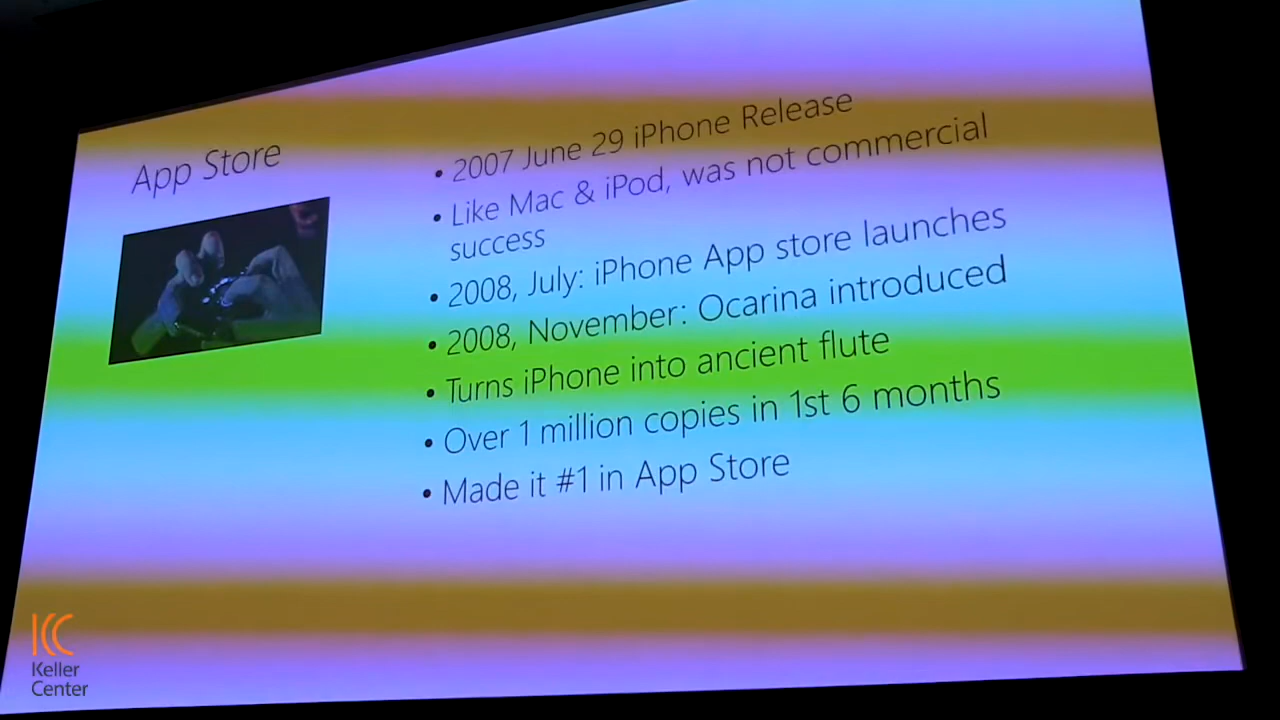 App Store
• 2007 June 29 iPhone Release
• Like Mac & iPod, was not commercial
success
• 2008, July: iPhone App store launches
• 2008, November: Ocarina introduced
• Turns iPhone into ancient flute
• Over 1 million copies in 1st 6 months
• Made it #1 in App Store
Keller
Center